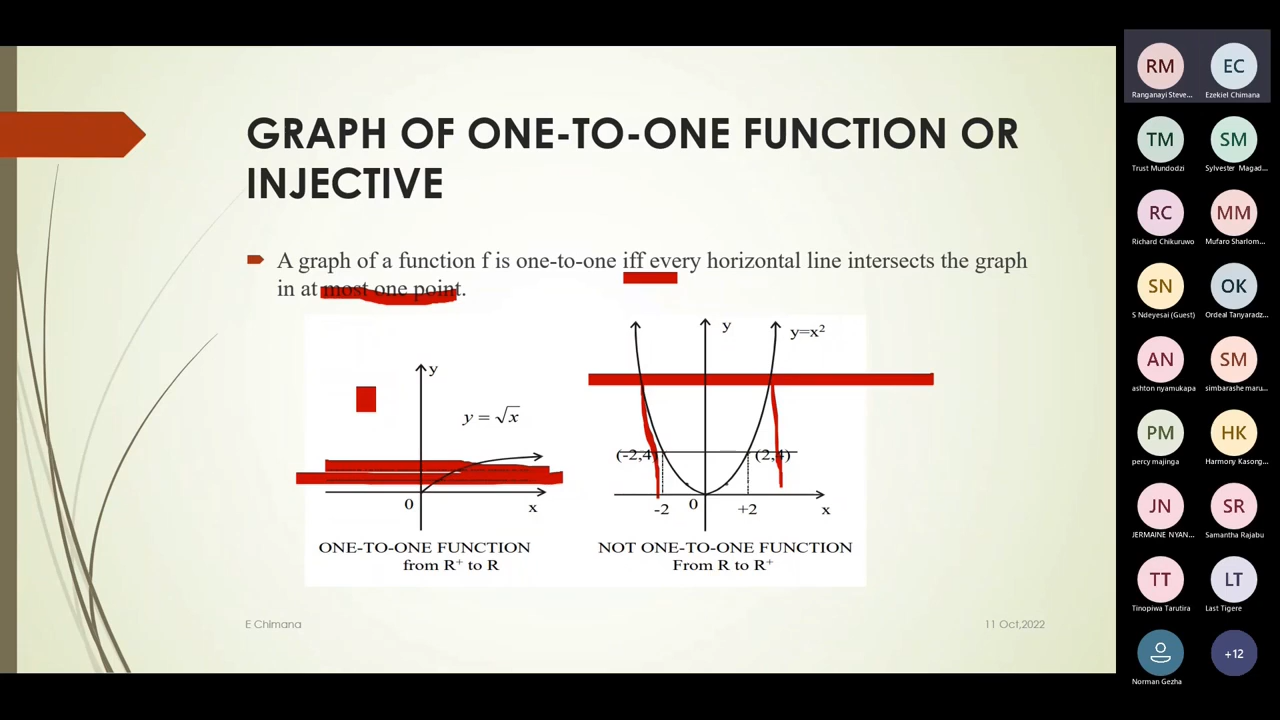 GRAPH OF ONE-TO-ONE FUNCTION OR
INJECTIVE
A graph of a function f is one-to-one iff every horizontal line intersects the graph
in at most one point.
y
y = √x
0
x
ONE-TO-ONE FUNCTION
from R⁺ to R
y
y=x²
(-2,4)
(2,4)
-2
0
+2
x
NOT ONE-TO-ONE FUNCTION
From R to R⁺
E Chimana
11 Oct,2022
RM
Ranganayi Steve...
EC
Ezekiel Chimana
TM
Trust Mundodzi
SM
Sylvester Magad...
RC
Richard Chikuruwo
MM
Mufaro Sharlom...
SN
S Ndeyesai (Guest)
OK
Ordeal Tanyaradz...
AN
ashton nyamukapa
SM
simbarashe maru...
PM
percy majinga
HK
Harmony Kasong...
JN
JERMAINE NYAN...
SR
Samantha Rajabu
TT
Tinopiwa Tarutira
LT
Last Tigere
Norman Gezha
+12